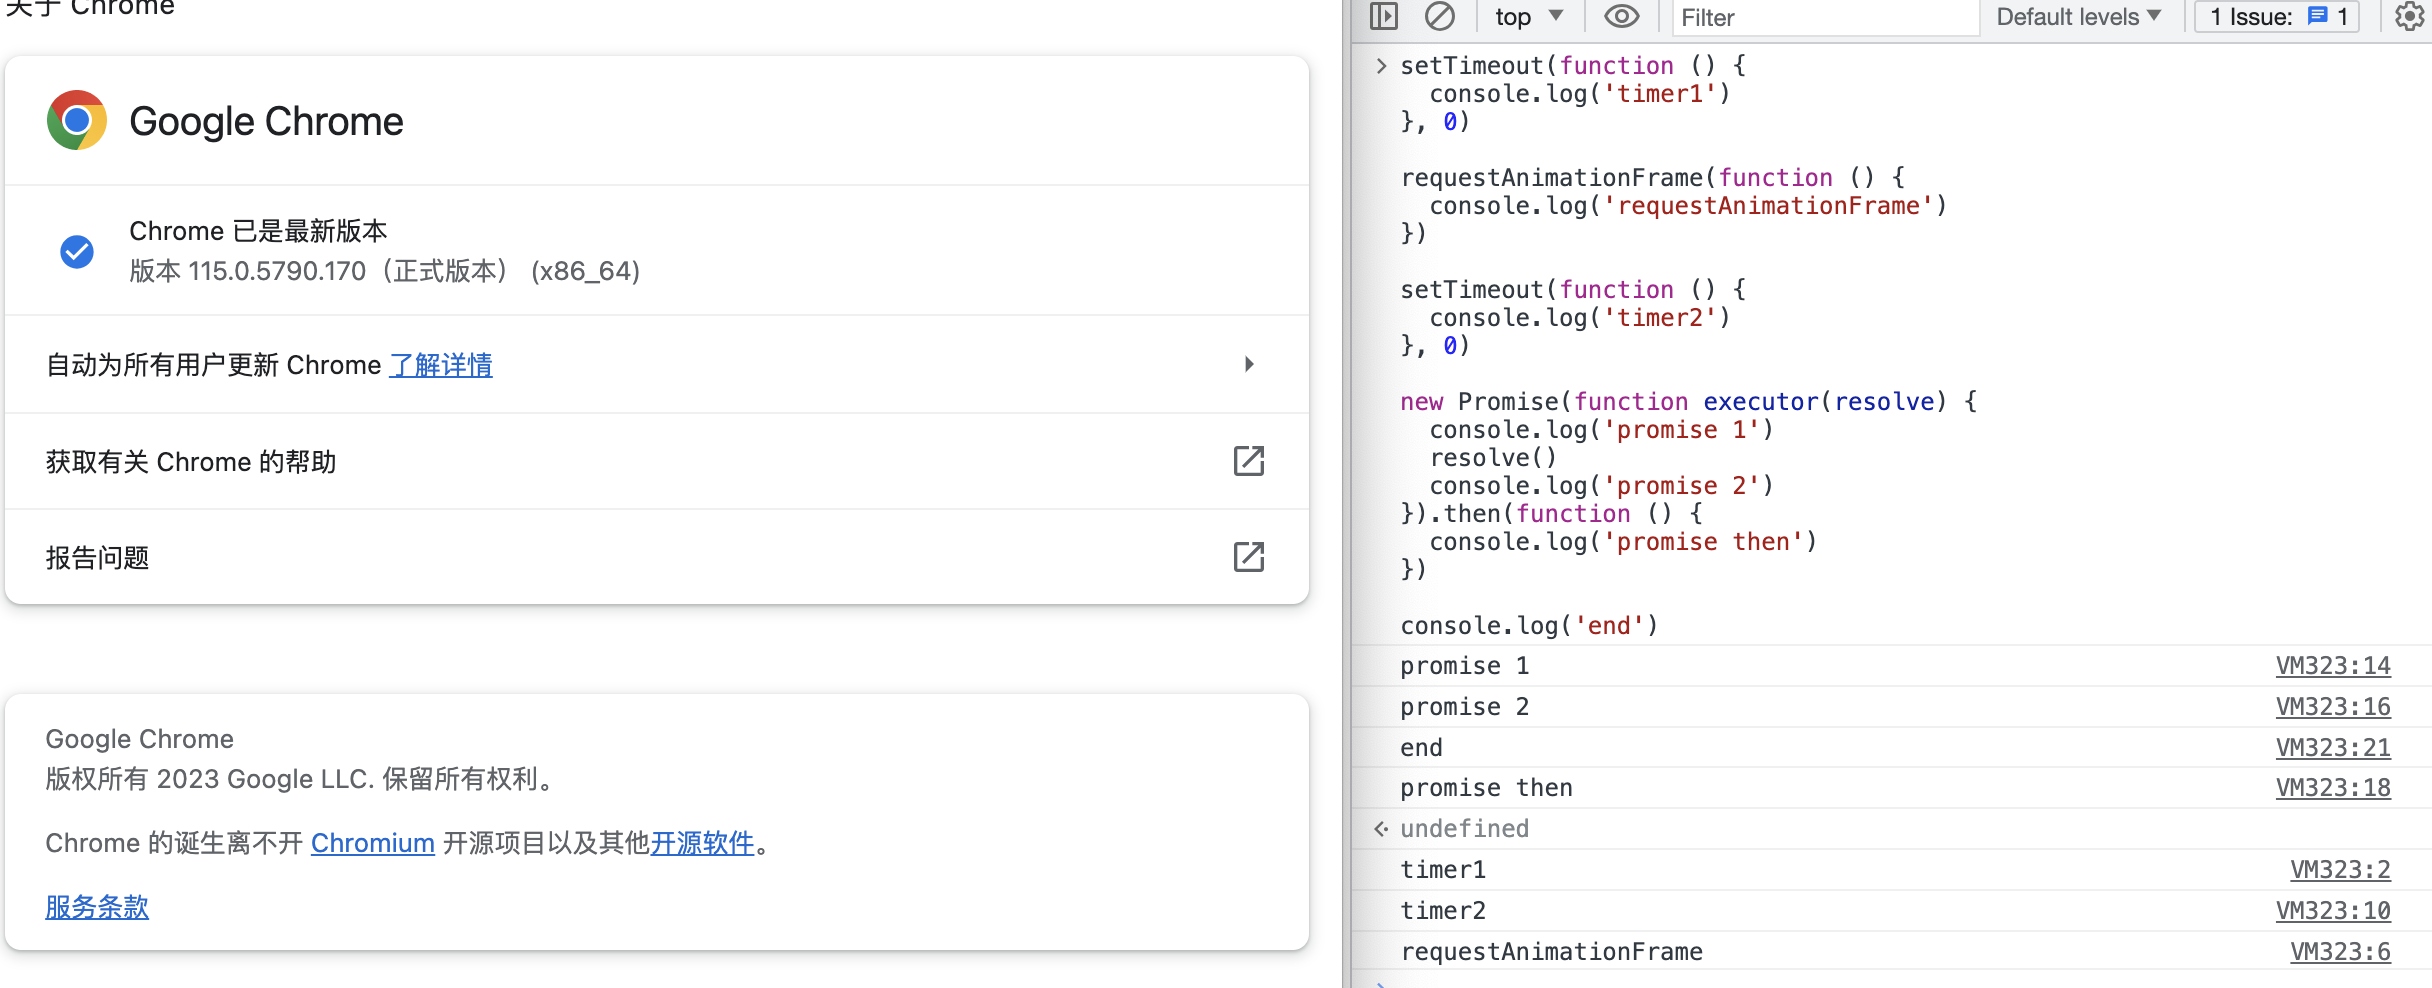 关于 Chrome
Google Chrome
Chrome 已是最新版本
版本 115.0.5790.170（正式版本） (x86_64)
自动为所有用户更新 Chrome 了解详情
获取有关 Chrome 的帮助
报告问题
Google Chrome
版权所有 2023 Google LLC. 保留所有权利。
Chrome 的诞生离不开 Chromium 开源项目以及其他开源软件。
服务条款
top Filter Default levels 1 Issue: 1
setTimeout(function () {
  console.log('timer1')
}, 0)
requestAnimationFrame(function () {
  console.log('requestAnimationFrame')
})
setTimeout(function () {
  console.log('timer2')
}, 0)
new Promise(function executor(resolve) {
  console.log('promise 1')
  resolve()
  console.log('promise 2')
}).then(function () {
  console.log('promise then')
})
console.log('end')
promise 1 VM323:14
promise 2 VM323:16
end VM323:21
promise then VM323:18
undefined
timer1 VM323:2
timer2 VM323:10
requestAnimationFrame VM323:6